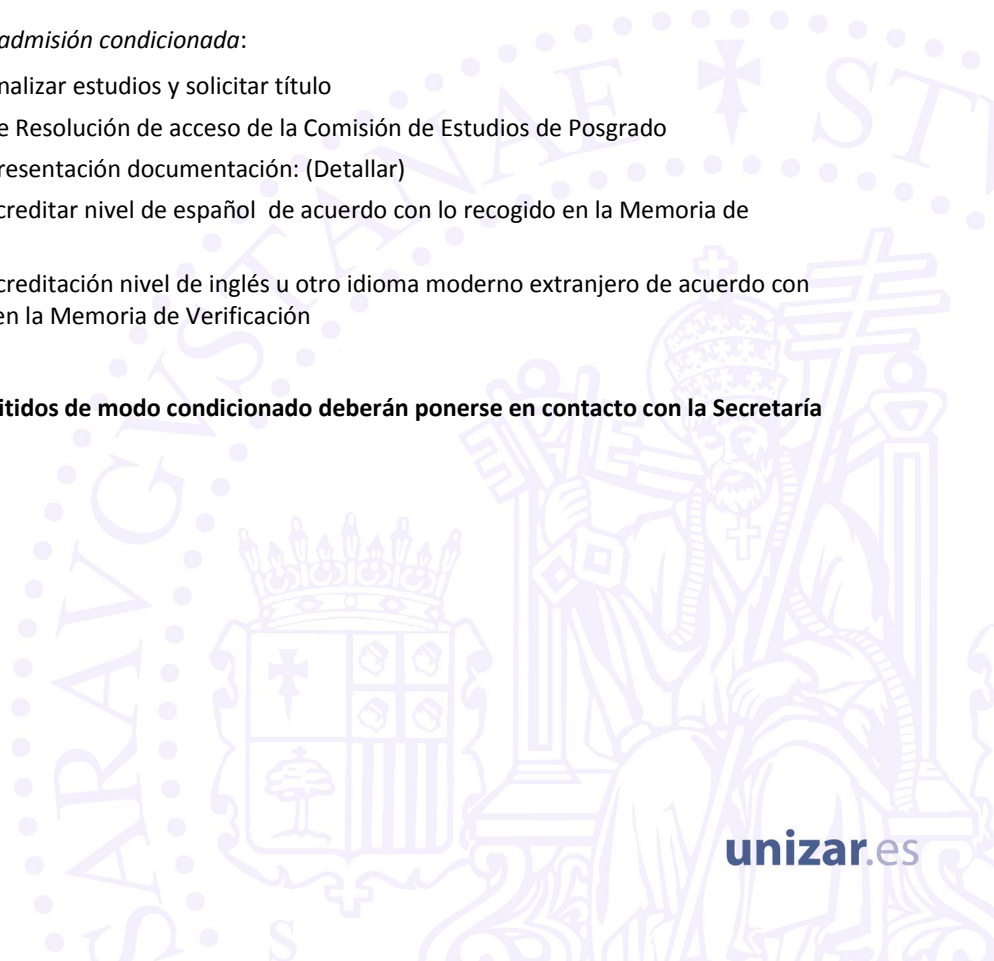 admisión condicionada:
nalizar estudios y solicitar título
e Resolución de acceso de la Comisión de Estudios de Posgrado
resentación documentación: (Detallar)
creditar nivel de español de acuerdo con lo recogido en la Memoria de
creditación nivel de inglés u otro idioma moderno extranjero de acuerdo con
en la Memoria de Verificación
itidos de modo condicionado deberán ponerse en contacto con la Secretaría
unizar.es
SARAVGVSTANAE ST
S